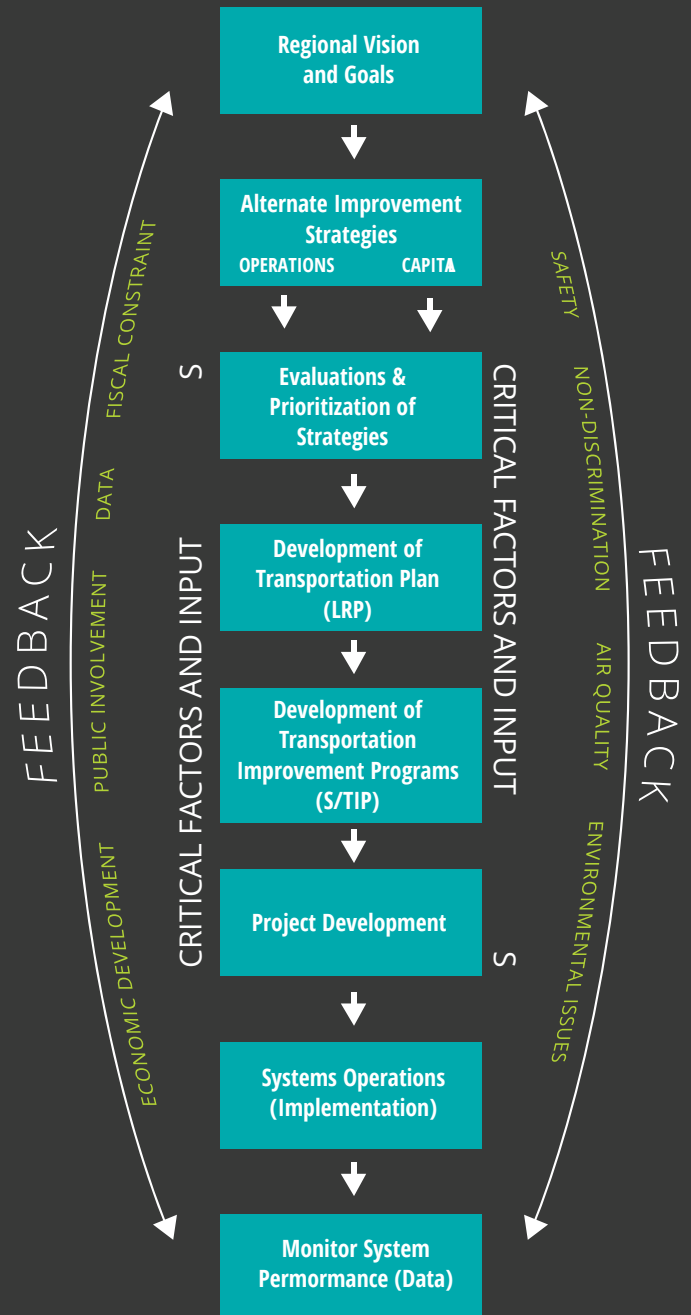 Regional Vision
and Goals
Alternate Improvement
Strategies
OPERATIONS
CAPITA
Evaluations &
Prioritization of
Strategies
Development of
Transportation Plan
(LRP)
Development of
Transportation
Improvement Programs
(S/TIP)
Project Development
Systems Operations
(Implementation)
Monitor System
Permormance (Data)
FEEDBACK
FISCAL CONSTRAINT
DATA
PUBLIC INVOLVEMENT
ECONOMIC DEVELOPMENT
CRITICAL FACTORS AND INPUT
S
CRITICAL FACTORS AND INPUT
S
SAFETY
NON-DISCRIMINATION
AIR QUALITY
ENVIRONMENTAL ISSUES
FEEDBACK